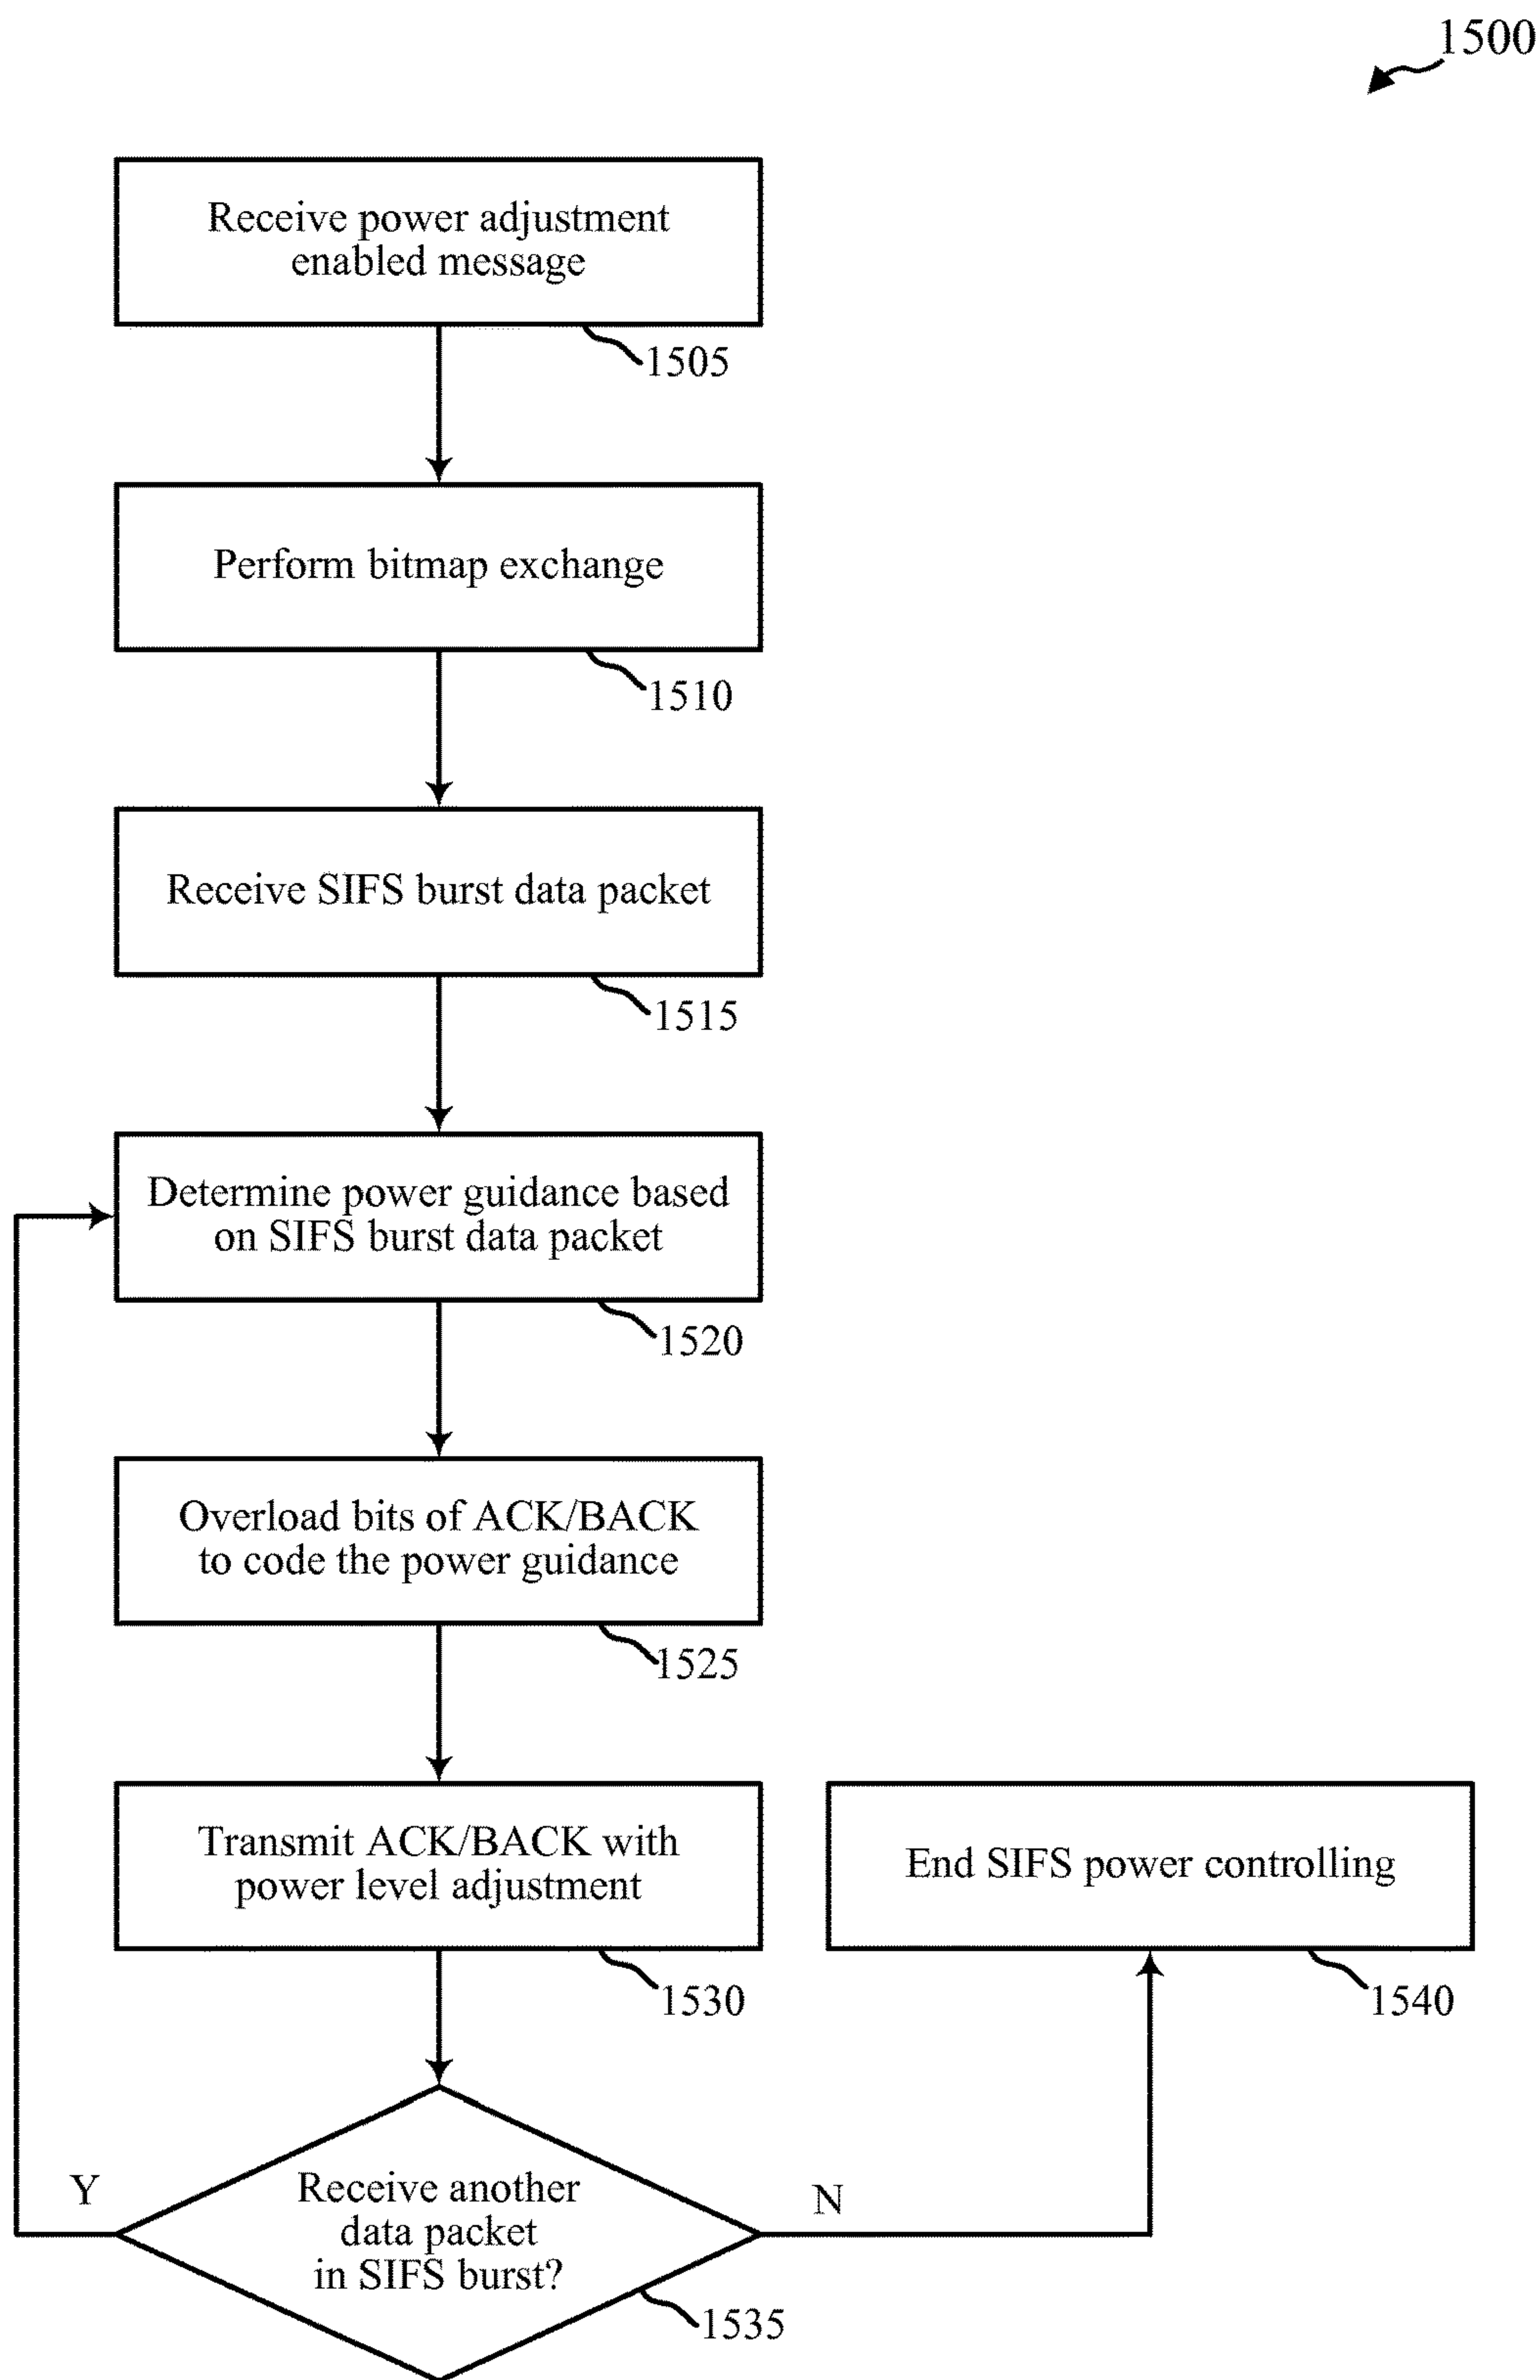 1500
Receive power adjustment
enabled message
1505
Perform bitmap exchange
1510
Receive SIFS burst data packet
1515
Determine power guidance based
on SIFS burst data packet
1520
Overload bits of ACK/BACK
to code the power guidance
1525
Transmit ACK/BACK with
power level adjustment
1530
End SIFS power controlling
1540
Y
Receive another
data packet
in SIFS burst?
N
1535